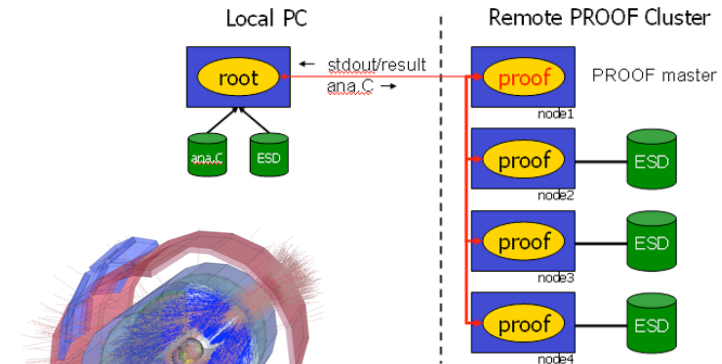 Local PC
Remote PROOF Cluster
root
← stdout/result
ana.C →
proof
PROOF master
node1
ana.C
ESD
proof
ESD
node2
proof
ESD
node3
proof
ESD
node4